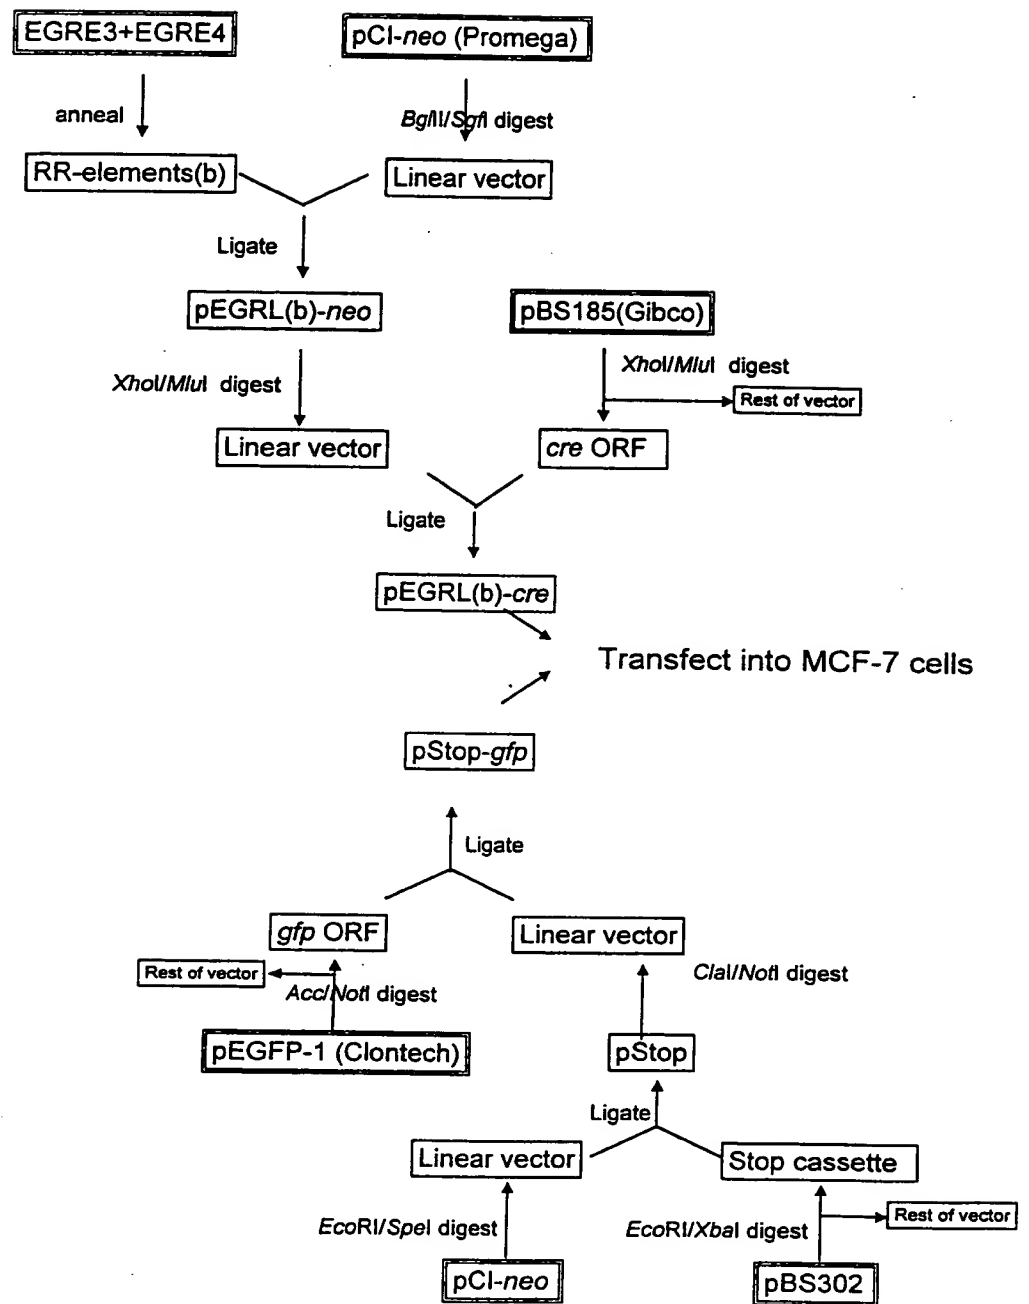 EGRE3+EGRE4
pCI-neo (Promega)
anneal
BglII/SgfI digest
RR-elements(b)
Linear vector
Ligate
pEGRL(b)-neo
pBS185(Gibco)
XhoI/MluI digest
XhoI/MluI digest
Rest of vector
Linear vector
cre ORF
Ligate
pEGRL(b)-cre
Transfect into MCF-7 cells
pStop-gfp
Ligate
gfp ORF
Linear vector
Rest of vector
ClaI/NotI digest
AccI/NotI digest
pEGFP-1 (Clontech)
pStop
Ligate
Linear vector
Stop cassette
EcoRI/SpeI digest
EcoRI/XbaI digest
Rest of vector
pCI-neo
pBS302